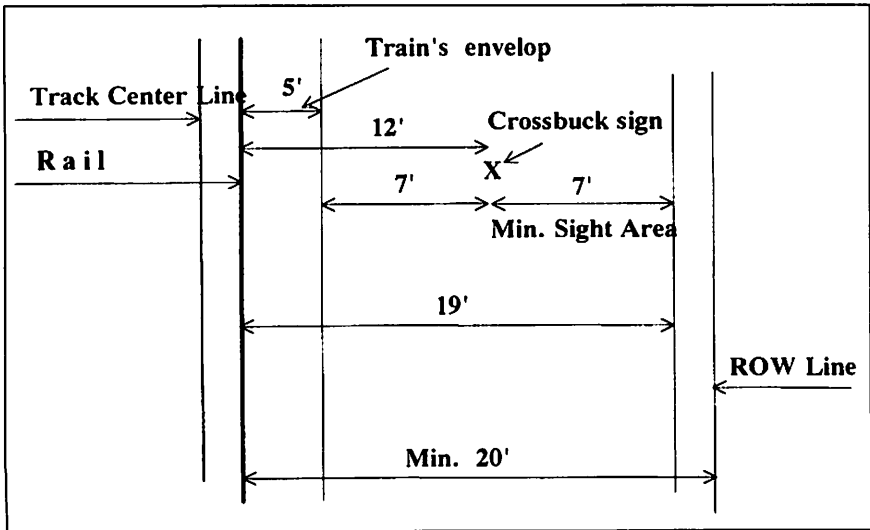 Train's envelop
5'
Track Center Line
12'
Crossbuck sign
Rail
X
7'
7'
Min. Sight Area
19'
ROW Line
Min. 20'